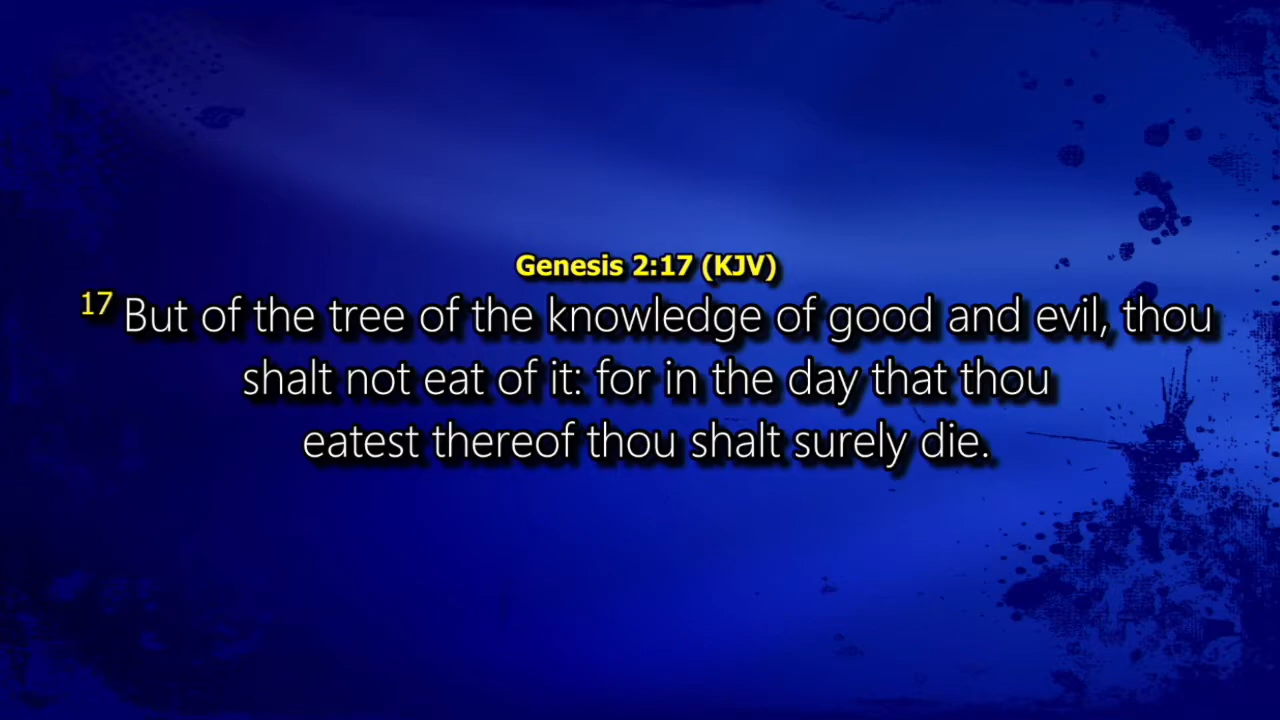 Genesis 2:17 (KJV)
17 But of the tree of the knowledge of good and evil, thou
shalt not eat of it: for in the day that thou
eatest thereof thou shalt surely die.